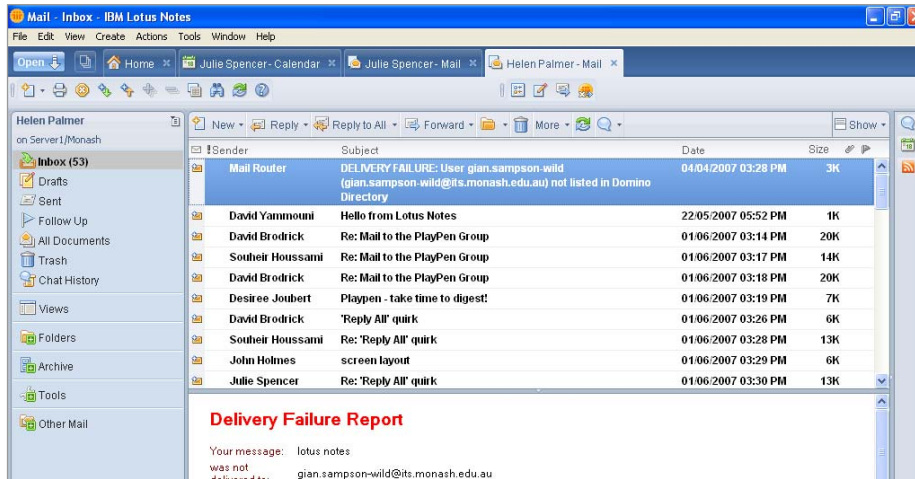 Mail - Inbox - IBM Lotus Notes
File Edit View Create Actions Tools Window Help
Open Home Julie Spencer - Calendar Julie Spencer - Mail Helen Palmer - Mail
Helen Palmer
on Server1/Monash
New Reply Reply to All Forward More Show
Inbox (53)
Drafts
Sent
Follow Up
All Documents
Trash
Chat History
Views
Folders
Archive
Tools
Other Mail
! Sender Subject Date Size
Mail Router DELIVERY FAILURE: User gian.sampson-wild 04/04/2007 03:28 PM 3K
(gian.sampson-wild@its.monash.edu.au) not listed in Domino
Directory
David Yammouni Hello from Lotus Notes 22/05/2007 05:52 PM 1K
David Brodrick Re: Mail to the PlayPen Group 01/06/2007 03:14 PM 20K
Souheir Houssami Re: Mail to the PlayPen Group 01/06/2007 03:17 PM 14K
David Brodrick Re: Mail to the PlayPen Group 01/06/2007 03:18 PM 20K
Desiree Joubert Playpen - take time to digest! 01/06/2007 03:19 PM 7K
David Brodrick 'Reply All' quirk 01/06/2007 03:26 PM 6K
Souheir Houssami Re: 'Reply All' quirk 01/06/2007 03:28 PM 13K
John Holmes screen layout 01/06/2007 03:29 PM 6K
Julie Spencer Re: 'Reply All' quirk 01/06/2007 03:30 PM 13K
Delivery Failure Report
Your message: lotus notes
was not
delivered to: gian.sampson-wild@its.monash.edu.au